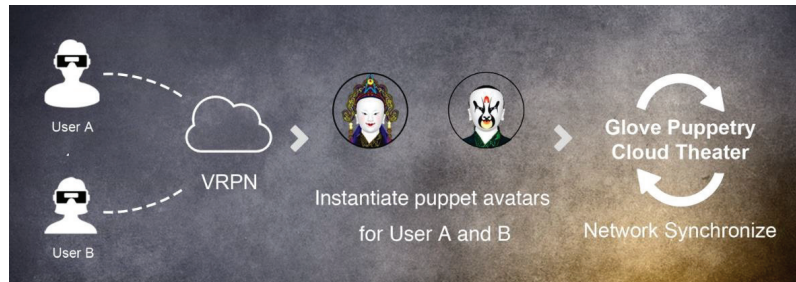 User A
User B
VRPN
Instantiate puppet avatars
for User A and B
Glove Puppetry
Cloud Theater
Network Synchronize